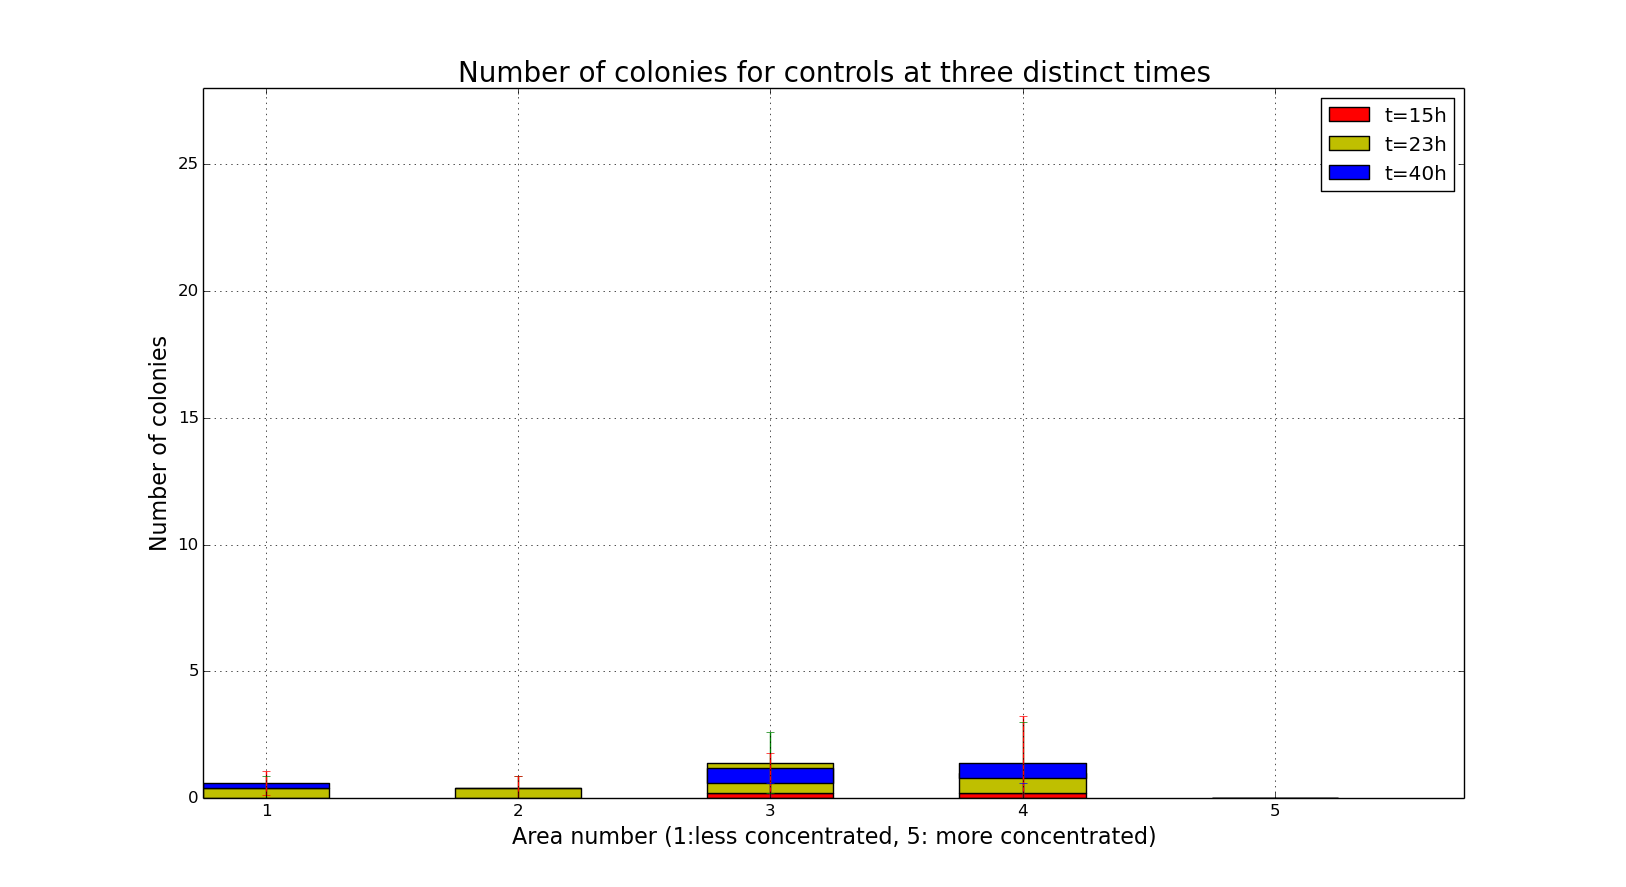 Number of colonies for controls at three distinct times
t=15h
t=23h
t=40h
25
20
15
10
5
0
Number of colonies
1 2 3 4 5
Area number (1:less concentrated, 5: more concentrated)